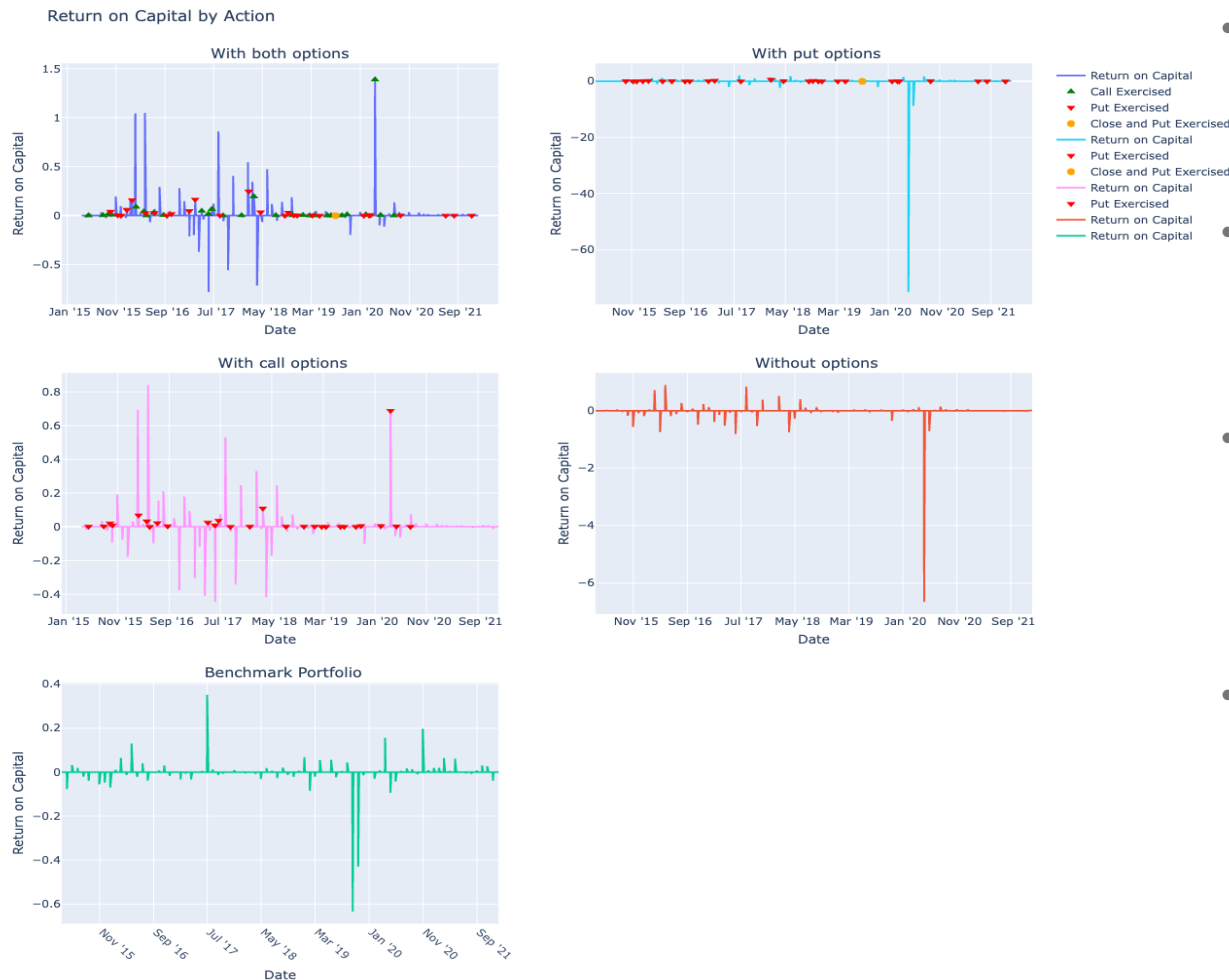 Return on Capital by Action
With both options
1.5
1
0.5
0
−0.5
Return on Capital
Jan '15 Nov '15 Sep '16 Jul '17 May '18 Mar '19 Jan '20 Nov '20 Sep '21
Date
With put options
0
−20
−40
−60
Return on Capital
Nov '15 Sep '16 Jul '17 May '18 Mar '19 Jan '20 Nov '20 Sep '21
Date
Return on Capital
Call Exercised
Put Exercised
Close and Put Exercised
Return on Capital
Put Exercised
Close and Put Exercised
Return on Capital
Put Exercised
Return on Capital
Return on Capital
With call options
0.8
0.6
0.4
0.2
0
−0.2
−0.4
Return on Capital
Jan '15 Nov '15 Sep '16 Jul '17 May '18 Mar '19 Jan '20 Nov '20 Sep '21
Date
Without options
0
−2
−4
−6
Return on Capital
Nov '15 Sep '16 Jul '17 May '18 Mar '19 Jan '20 Nov '20 Sep '21
Date
Benchmark Portfolio
0.4
0.2
0
−0.2
−0.4
−0.6
Return on Capital
Nov '15 Sep '16 Jul '17 May '18 Mar '19 Jan '20 Nov '20 Sep '21
Date